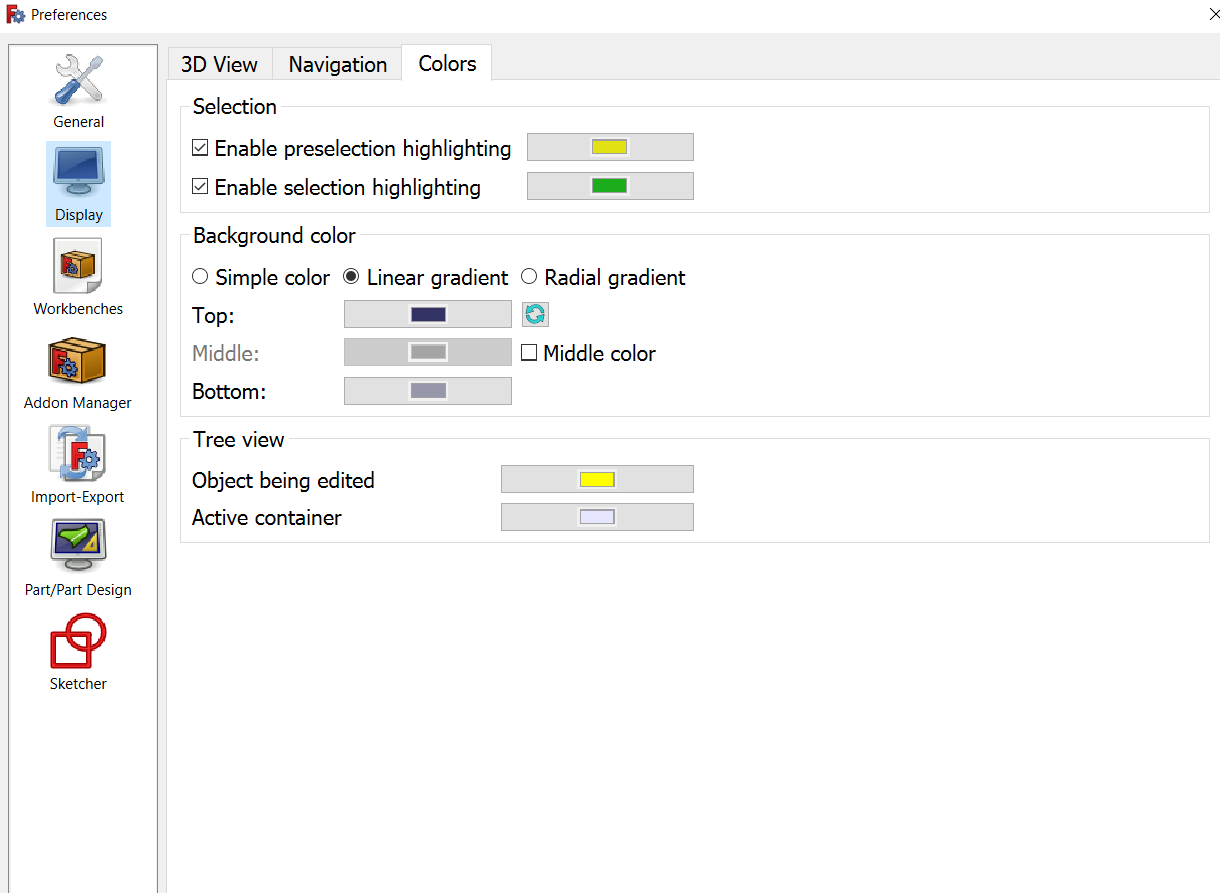 Preferences
General
Display
Workbenches
Addon Manager
Import-Export
Part/Part Design
Sketcher
3D View Navigation Colors
Selection
Enable preselection highlighting
Enable selection highlighting
Background color
Simple color Linear gradient Radial gradient
Top:
Middle: Middle color
Bottom:
Tree view
Object being edited
Active container